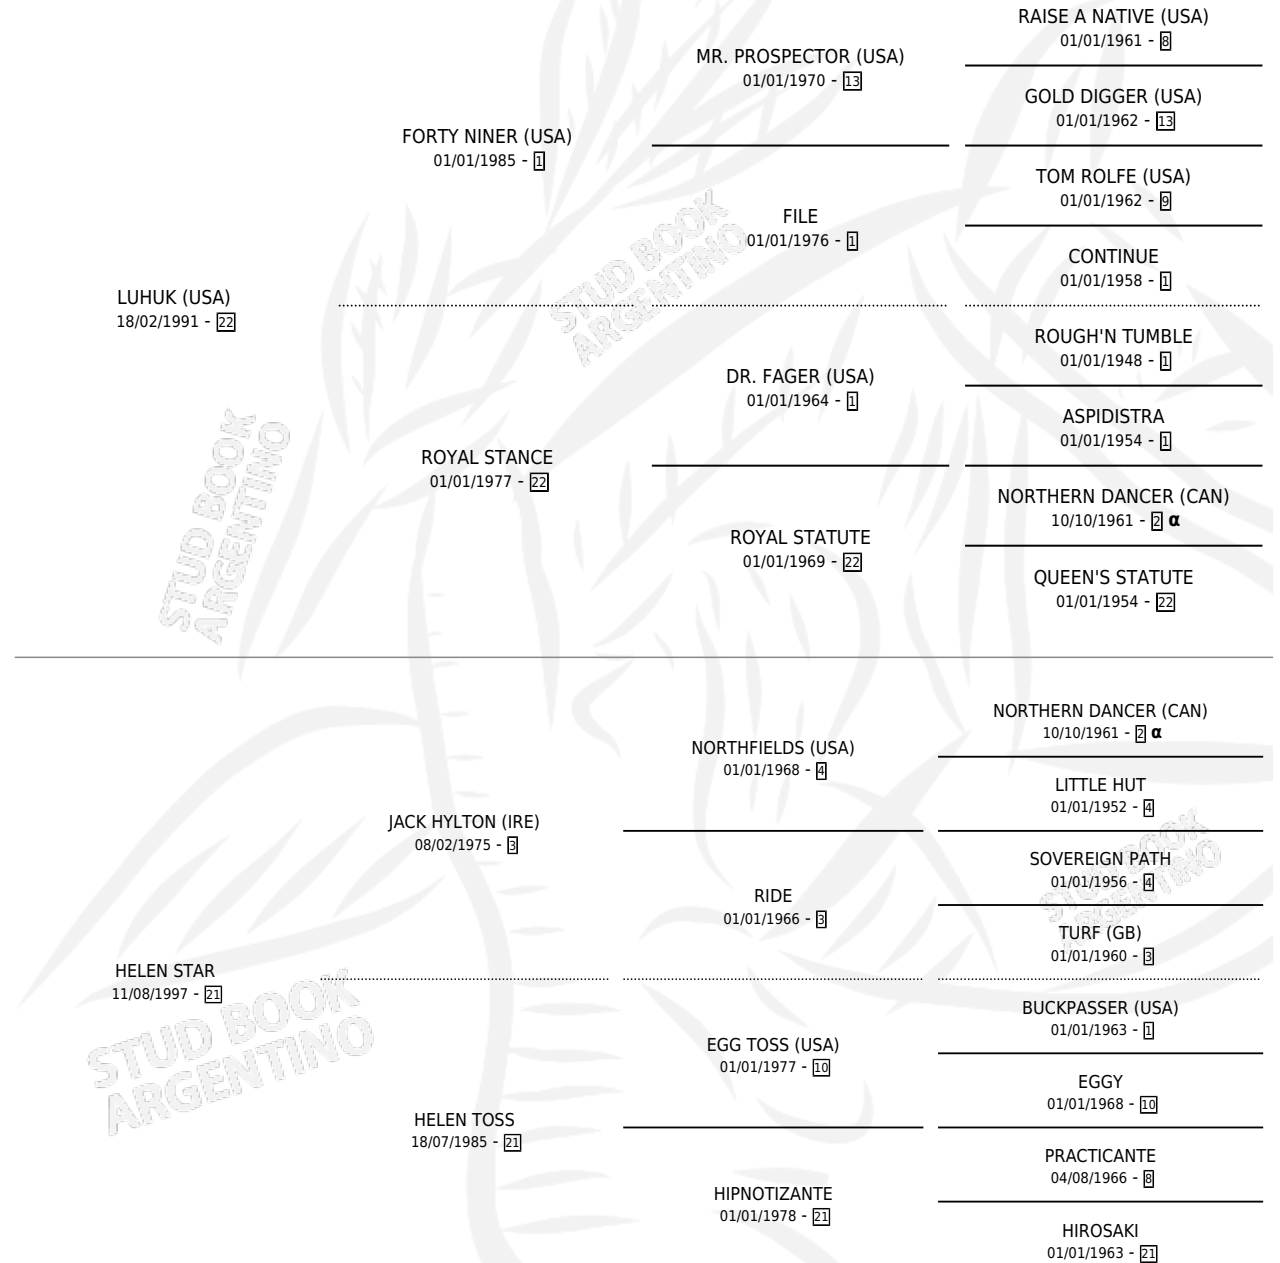 RAISE A NATIVE (USA)
01/01/1961 - 8
MR. PROSPECTOR (USA)
01/01/1970 - 13
GOLD DIGGER (USA)
01/01/1962 - 13
FORTY NINER (USA)
01/01/1985 - 1
TOM ROLFE (USA)
01/01/1962 - 9
FILE
01/01/1976 - 1
CONTINUE
01/01/1958 - 1
LUHUK (USA)
18/02/1991 - 22
ROUGH'N TUMBLE
01/01/1948 - 1
DR. FAGER (USA)
01/01/1964 - 1
ASPIDISTRA
01/01/1954 - 1
ROYAL STANCE
01/01/1977 - 22
NORTHERN DANCER (CAN)
10/10/1961 - 2 α
ROYAL STATUTE
01/01/1969 - 22
QUEEN'S STATUTE
01/01/1954 - 22
NORTHERN DANCER (CAN)
10/10/1961 - 2 α
NORTHFIELDS (USA)
01/01/1968 - 4
LITTLE HUT
01/01/1952 - 4
JACK HYLTON (IRE)
08/02/1975 - 3
SOVEREIGN PATH
01/01/1956 - 4
RIDE
01/01/1966 - 3
TURF (GB)
01/01/1960 - 3
HELEN STAR
11/08/1997 - 21
BUCKPASSER (USA)
01/01/1963 - 1
EGG TOSS (USA)
01/01/1977 - 10
EGGY
01/01/1968 - 10
HELEN TOSS
18/07/1985 - 21
PRACTICANTE
04/08/1966 - 8
HIPNOTIZANTE
01/01/1978 - 21
HIROSAKI
01/01/1963 - 21
STUD BOOK
ARGENTINO
STUD BOOK
ARGENTINO
STUD BOOK
ARGENTINO
STUD BOOK
ARGENTINO